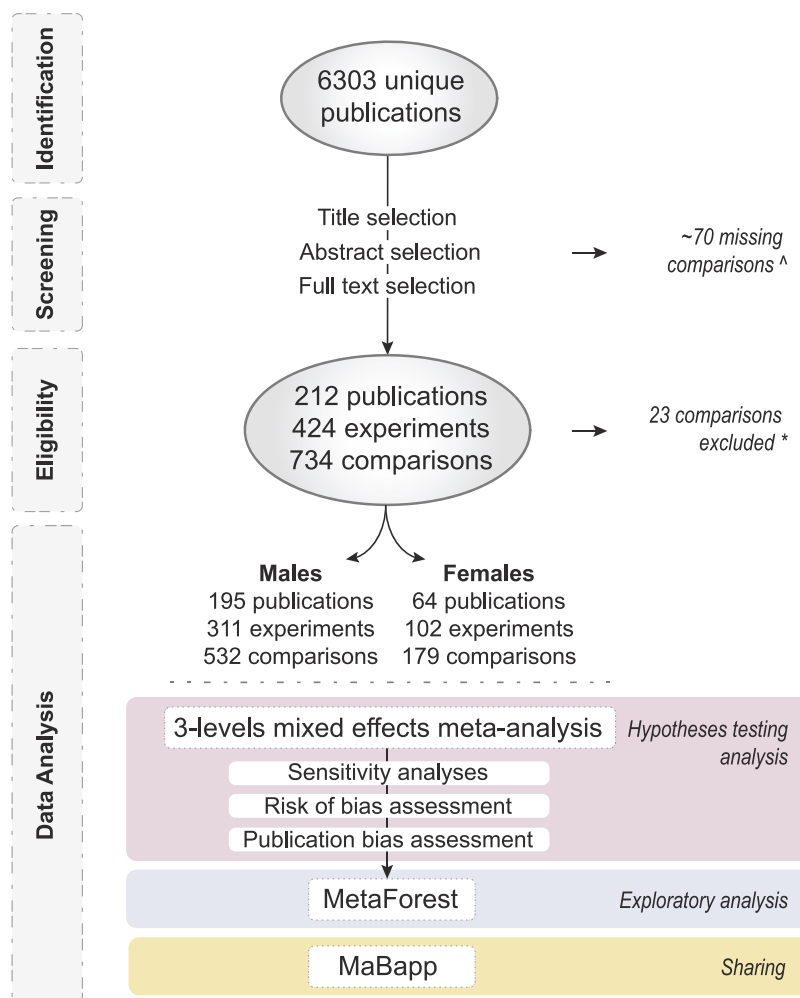 Identification
6303 unique
publications
Screening
Title selection
Abstract selection
Full text selection
~70 missing
comparisons ^
Eligibility
212 publications
424 experiments
734 comparisons
23 comparisons
excluded *
Data Analysis
Males
195 publications
311 experiments
532 comparisons
Females
64 publications
102 experiments
179 comparisons
3-levels mixed effects meta-analysis
Hypotheses testing
analysis
Sensitivity analyses
Risk of bias assessment
Publication bias assessment
MetaForest
Exploratory analysis
MaBapp
Sharing